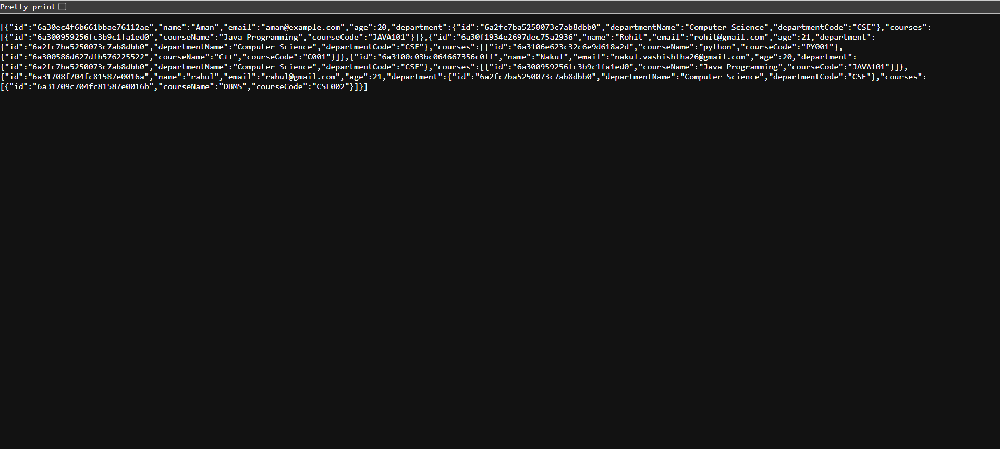 Pretty-print
[{"id":"6a30ec4f6b661bbae76112ae","name":"Aman","email":"aman@example.com","age":20,"department":{"id":"6a2fc7ba5250073c7ab8dbb0","departmentName":"Computer Science","departmentCode":"CSE"},"courses":
[{"id":"6a300959256fc3b9c1fa1ed0","courseName":"Java Programming","courseCode":"JAVA101"}]},{"id":"6a30f1934e2697dec75a2936","name":"Rohit","email":"rohit@gmail.com","age":21,"department":
{"id":"6a2fc7ba5250073c7ab8dbb0","departmentName":"Computer Science","departmentCode":"CSE"},"courses":[{"id":"6a3106e623c32c6e9d618a2d","courseName":"python","courseCode":"PY001"},
{"id":"6a300586d627dfb576225522","courseName":"C++","courseCode":"C001"}]},{"id":"6a3100c03bc064667356c0ff","name":"Nakul","email":"nakul.vashishtha26@gmail.com","age":20,"department":
{"id":"6a2fc7ba5250073c7ab8dbb0","departmentName":"Computer Science","departmentCode":"CSE"},"courses":[{"id":"6a300959256fc3b9c1fa1ed0","courseName":"Java Programming","courseCode":"JAVA101"}]},
{"id":"6a31708f704fc81587e0016a","name":"rahul","email":"rahul@gmail.com","age":21,"department":{"id":"6a2fc7ba5250073c7ab8dbb0","departmentName":"Computer Science","departmentCode":"CSE"},"courses":
[{"id":"6a31709c704fc81587e0016b","courseName":"DBMS","courseCode":"CSE002"}]}]